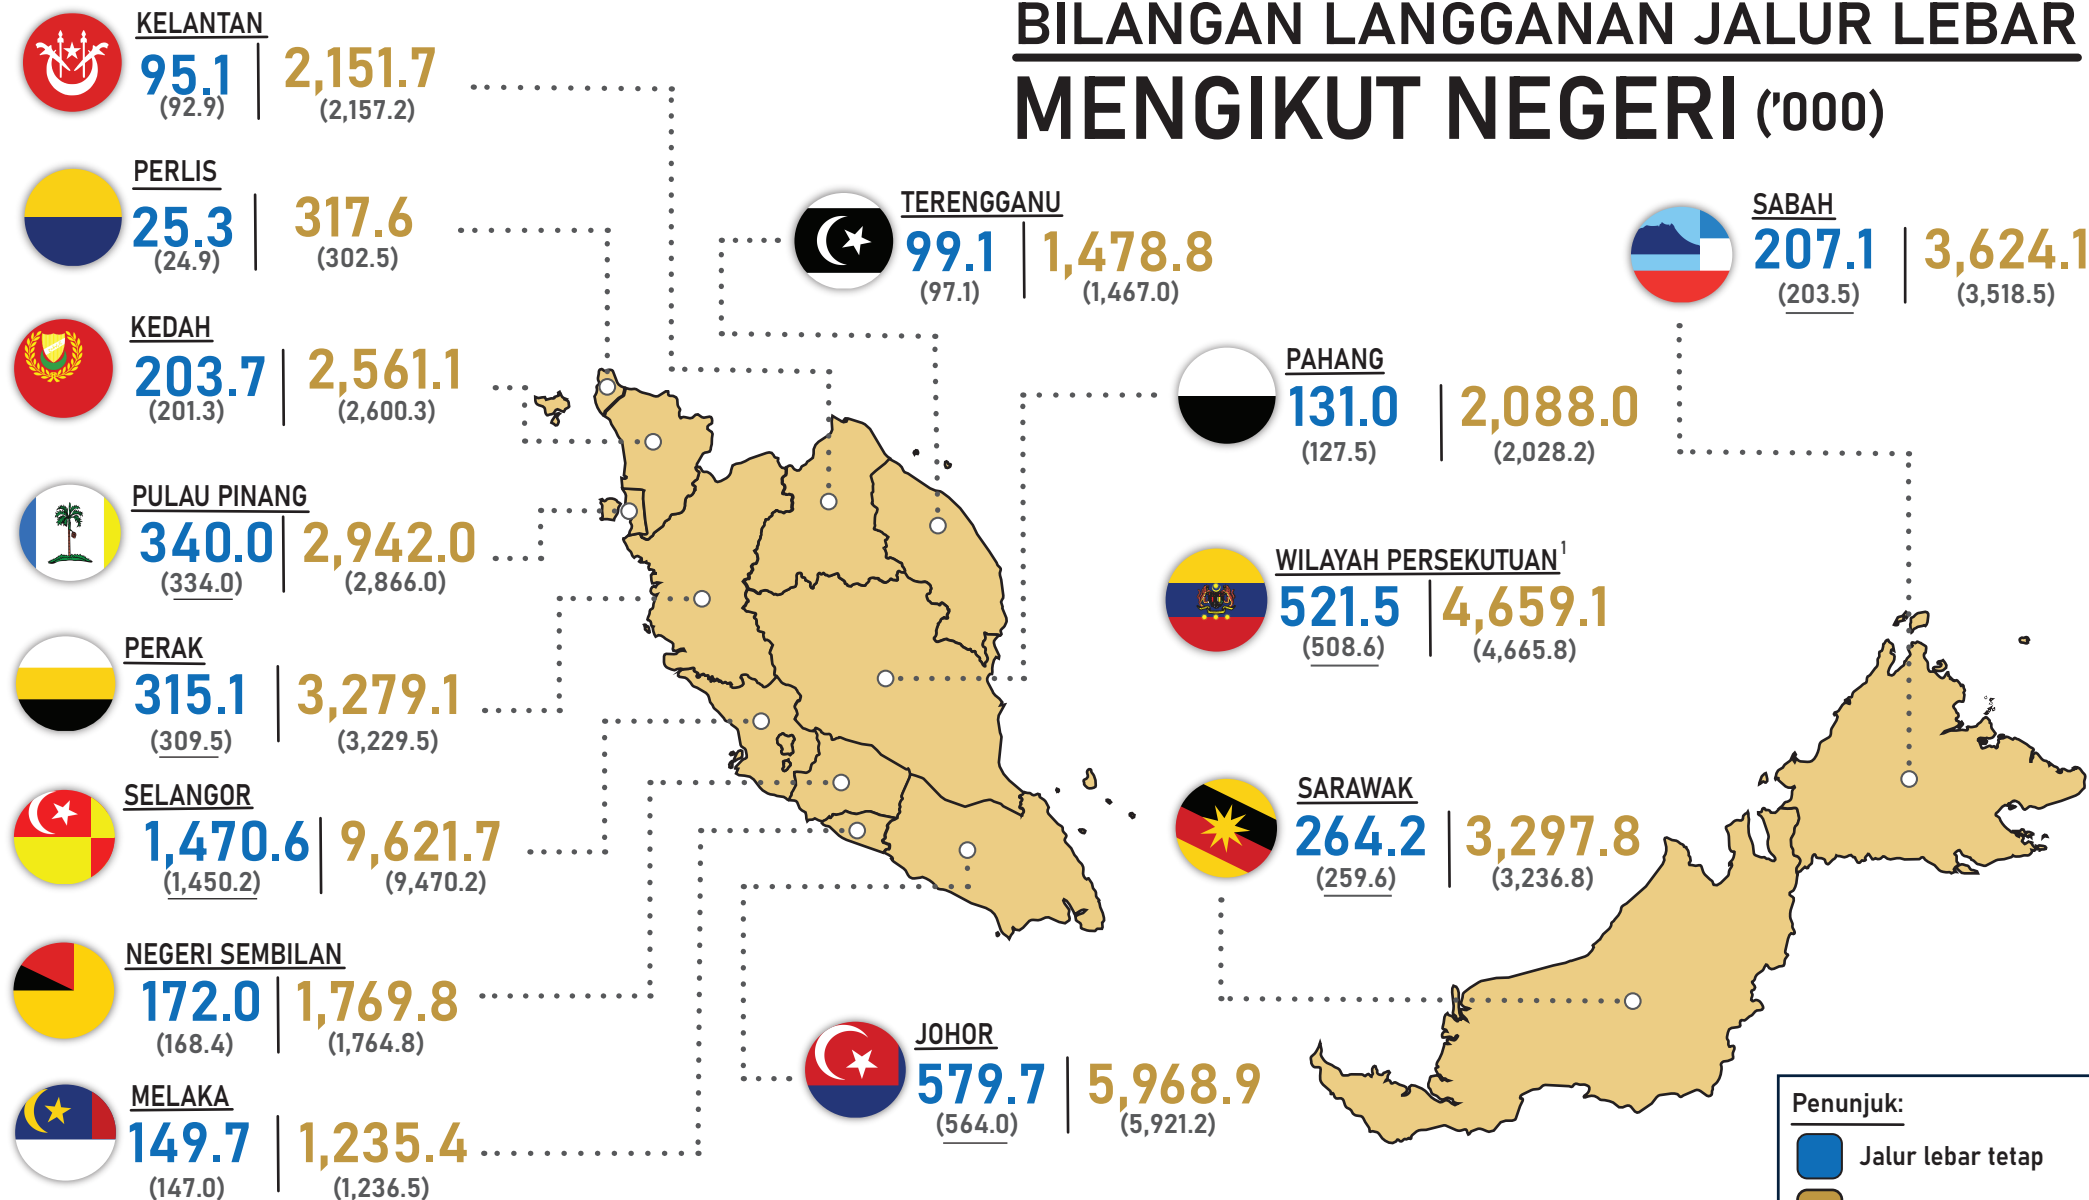 BILANGAN LANGGANAN JALUR LEBAR
MENGIKUT NEGERI ('000)
KELANTAN
95.1 2,151.7
(92.9) (2,157.2)
PERLIS
25.3 317.6
(24.9) (302.5)
KEDAH
203.7 2,561.1
(201.3) (2,600.3)
PULAU PINANG
340.0 2,942.0
(334.0) (2,866.0)
PERAK
315.1 3,279.1
(309.5) (3,229.5)
SELANGOR
1,470.6 9,621.7
(1,450.2) (9,470.2)
NEGERI SEMBILAN
172.0 1,769.8
(168.4) (1,764.8)
MELAKA
149.7 1,235.4
(147.0) (1,236.5)
TERENGGANU
99.1 1,478.8
(97.1) (1,467.0)
PAHANG
131.0 2,088.0
(127.5) (2,028.2)
WILAYAH PERSEKUTUAN¹
521.5 4,659.1
(508.6) (4,665.8)
SARAWAK
264.2 3,297.8
(259.6) (3,236.8)
JOHOR
579.7 5,968.9
(564.0) (5,921.2)
SABAH
207.1 3,624.1
(203.5) (3,518.5)
Penunjuk:
Jalur lebar tetap